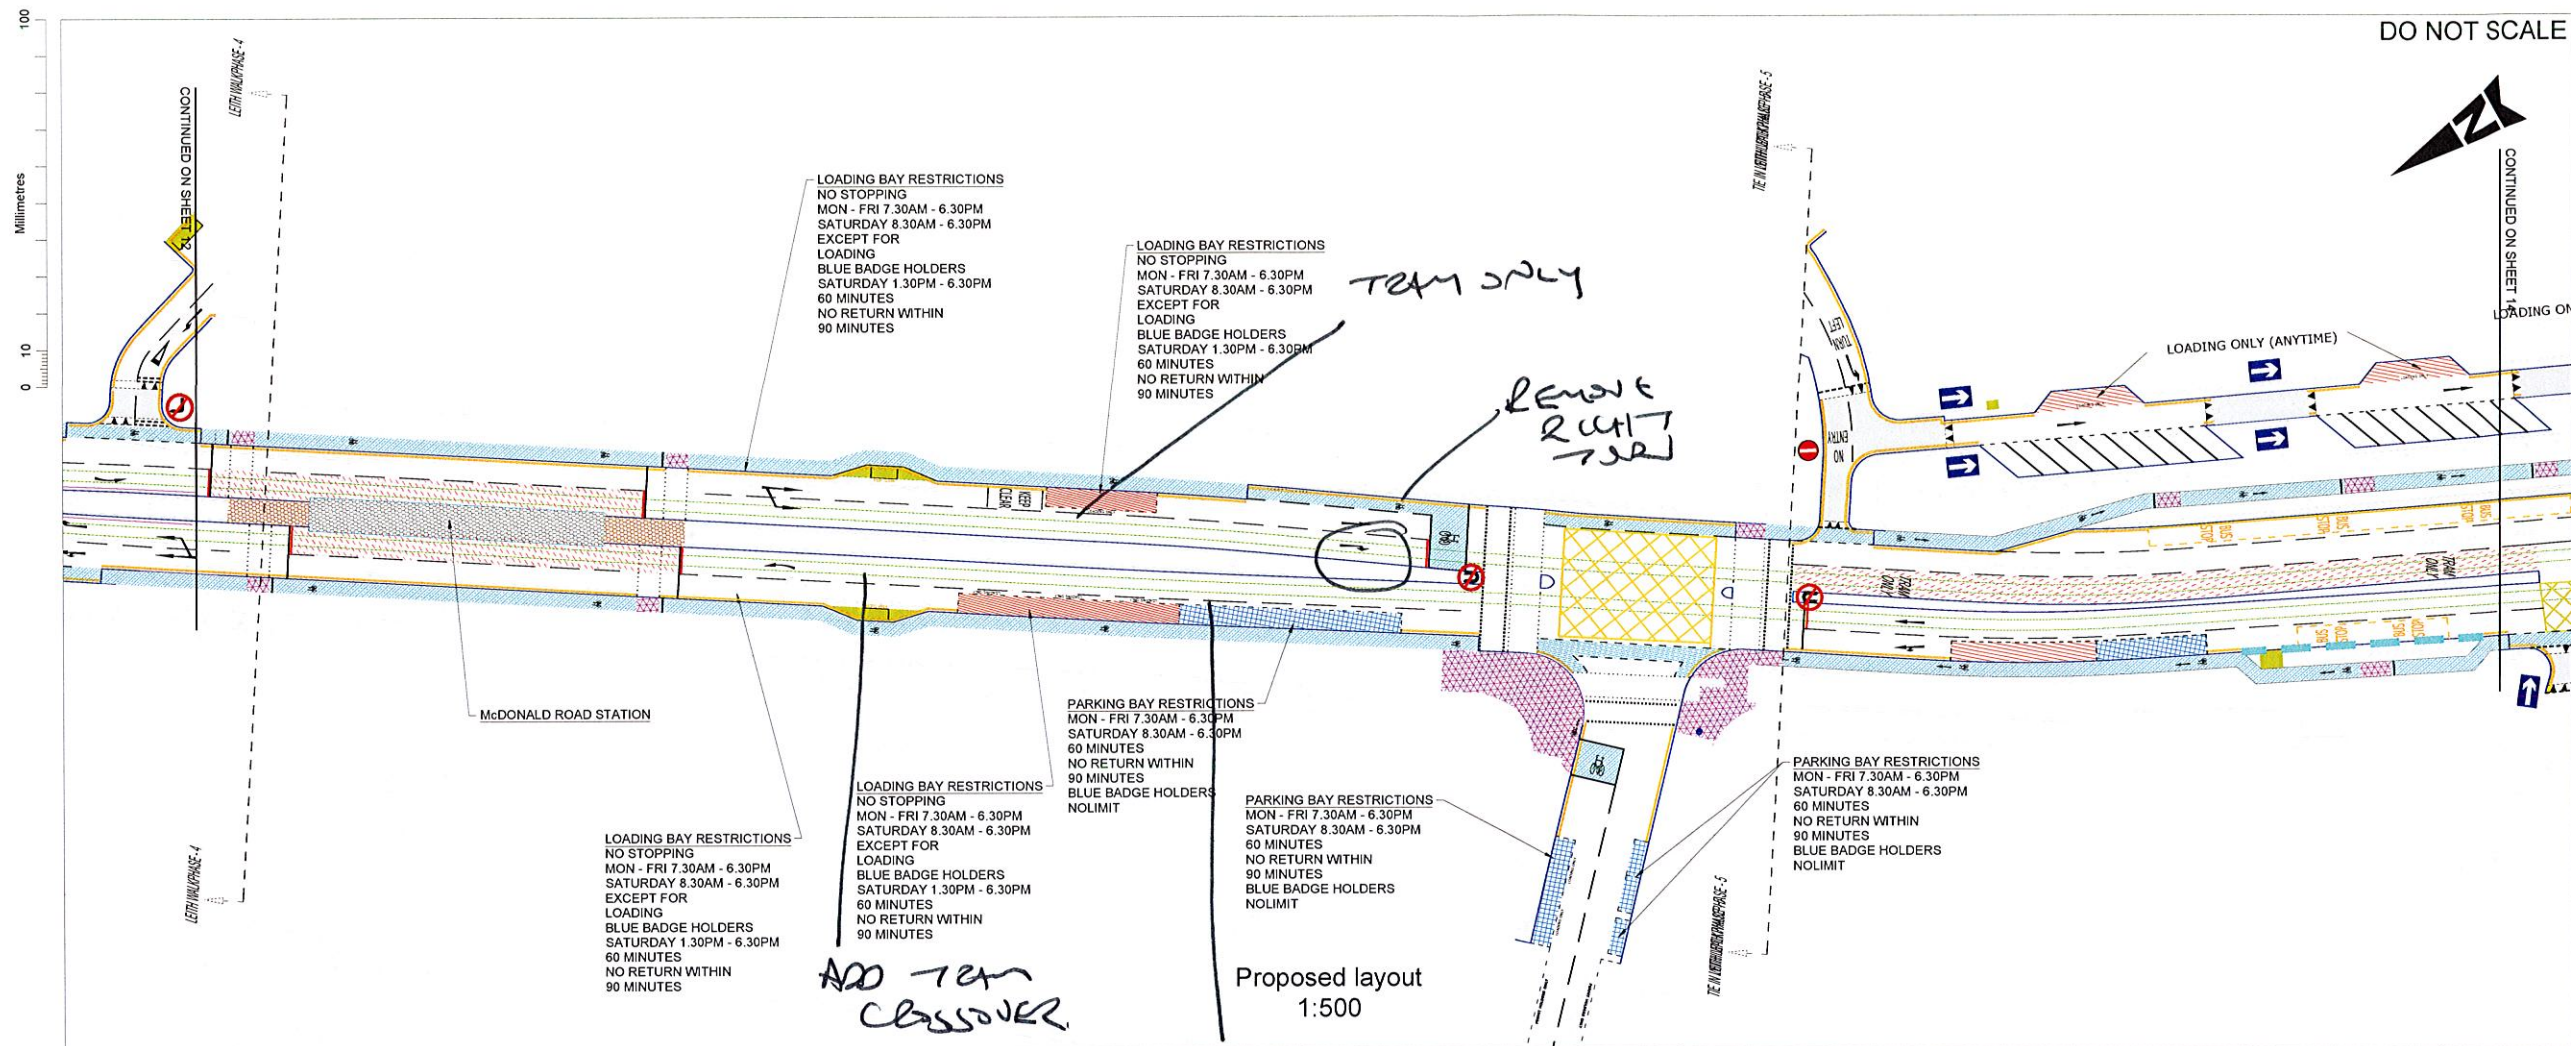 DO NOT SCALE
100
Millimetres
10
0
LEITH WALK PHASE - 4
CONTINUED ON SHEET 12
CONTINUED ON SHEET 14
LOADING BAY RESTRICTIONS
NO STOPPING
MON - FRI 7.30AM - 6.30PM
SATURDAY 8.30AM - 6.30PM
EXCEPT FOR
LOADING
BLUE BADGE HOLDERS
SATURDAY 1.30PM - 6.30PM
60 MINUTES
NO RETURN WITHIN
90 MINUTES
LOADING BAY RESTRICTIONS
NO STOPPING
MON - FRI 7.30AM - 6.30PM
SATURDAY 8.30AM - 6.30PM
EXCEPT FOR
LOADING
BLUE BADGE HOLDERS
SATURDAY 1.30PM - 6.30PM
60 MINUTES
NO RETURN WITHIN
90 MINUTES
TRAM ONLY
REMOVE
RIGHT
TURN
LEFT
TURN
NO
ENTRY
LOADING ONLY (ANYTIME)
LOADING ON
KEEP
CLEAR
BUS
STOP
BUS
STOP
BUS
STOP
TRAM
ONLY
TRAM
ONLY
BUS
STOP
BUS
STOP
McDONALD ROAD STATION
LOADING BAY RESTRICTIONS
NO STOPPING
MON - FRI 7.30AM - 6.30PM
SATURDAY 8.30AM - 6.30PM
EXCEPT FOR
LOADING
BLUE BADGE HOLDERS
SATURDAY 1.30PM - 6.30PM
60 MINUTES
NO RETURN WITHIN
90 MINUTES
LOADING BAY RESTRICTIONS
NO STOPPING
MON - FRI 7.30AM - 6.30PM
SATURDAY 8.30AM - 6.30PM
EXCEPT FOR
LOADING
BLUE BADGE HOLDERS
SATURDAY 1.30PM - 6.30PM
60 MINUTES
NO RETURN WITHIN
90 MINUTES
PARKING BAY RESTRICTIONS
MON - FRI 7.30AM - 6.30PM
SATURDAY 8.30AM - 6.30PM
60 MINUTES
NO RETURN WITHIN
90 MINUTES
BLUE BADGE HOLDERS
NOLIMIT
PARKING BAY RESTRICTIONS
MON - FRI 7.30AM - 6.30PM
SATURDAY 8.30AM - 6.30PM
60 MINUTES
NO RETURN WITHIN
90 MINUTES
BLUE BADGE HOLDERS
NOLIMIT
PARKING BAY RESTRICTIONS
MON - FRI 7.30AM - 6.30PM
SATURDAY 8.30AM - 6.30PM
60 MINUTES
NO RETURN WITHIN
90 MINUTES
BLUE BADGE HOLDERS
NOLIMIT
LEITH WALK PHASE - 4
ADD TRAM
CROSSOVER.
Proposed layout
1:500